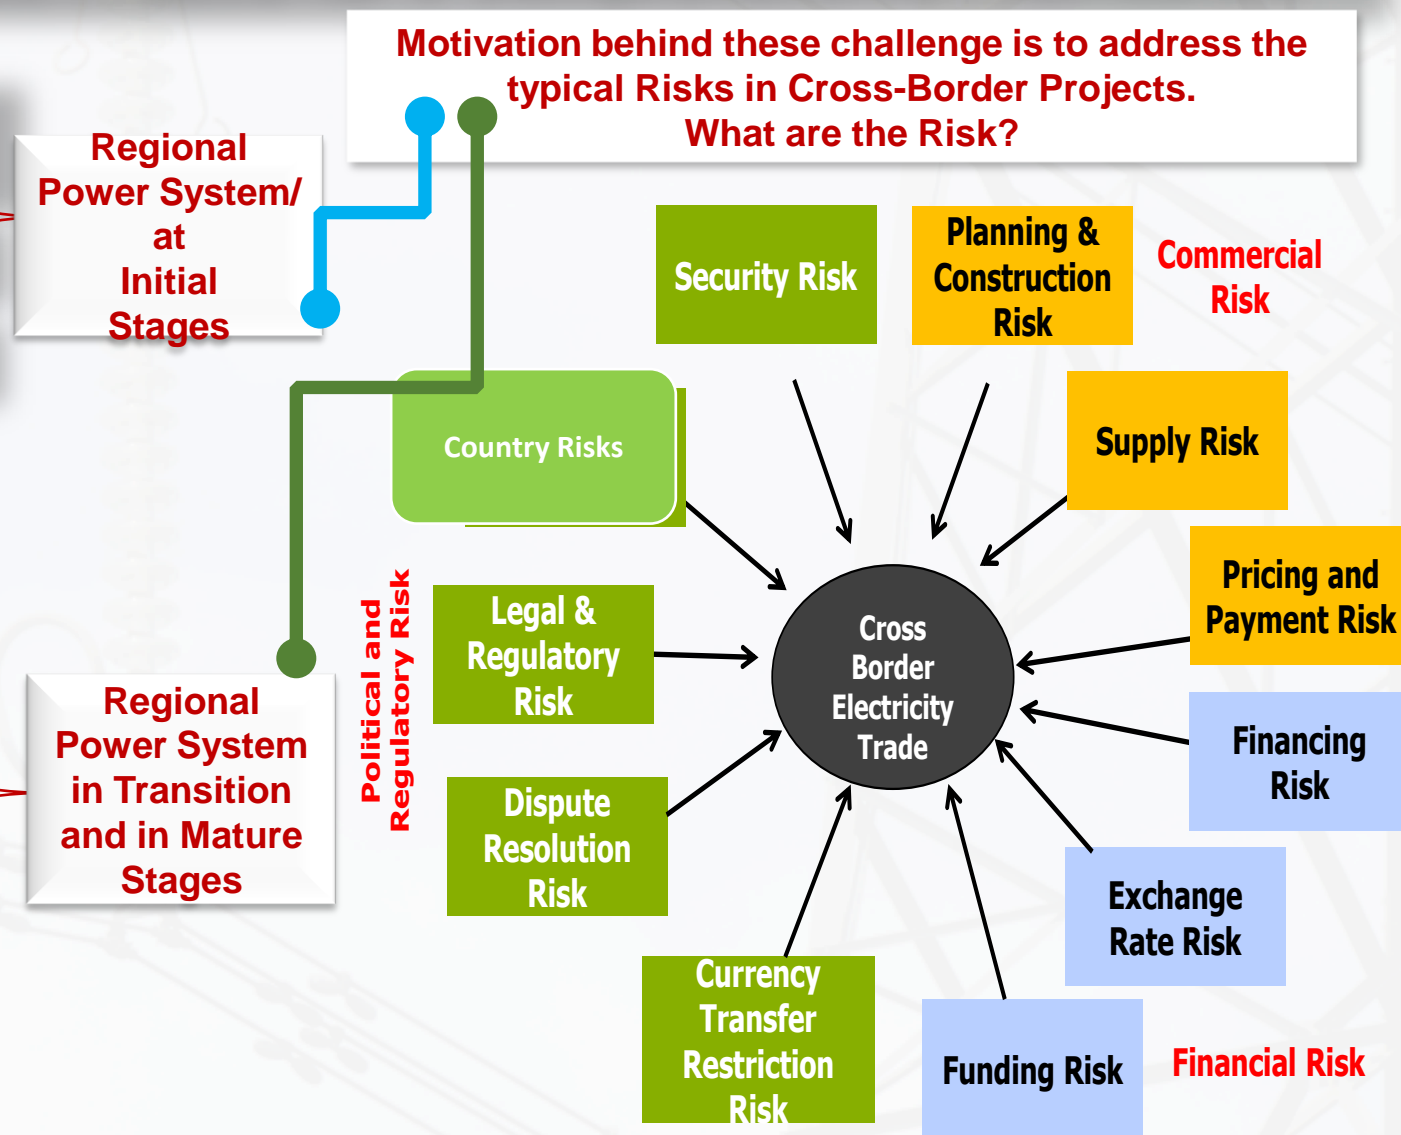 Motivation behind these challenge is to address the
typical Risks in Cross-Border Projects.
What are the Risk?
Regional
Power System/
at
Initial
Stages
Security Risk
Planning &
Construction
Risk
Commercial
Risk
Country Risks
Supply Risk
Political and
Regulatory Risk
Legal &
Regulatory
Risk
Cross
Border
Electricity
Trade
Pricing and
Payment Risk
Regional
Power System
in Transition
and in Mature
Stages
Financing
Risk
Dispute
Resolution
Risk
Exchange
Rate Risk
Currency
Transfer
Restriction
Risk
Funding Risk
Financial Risk